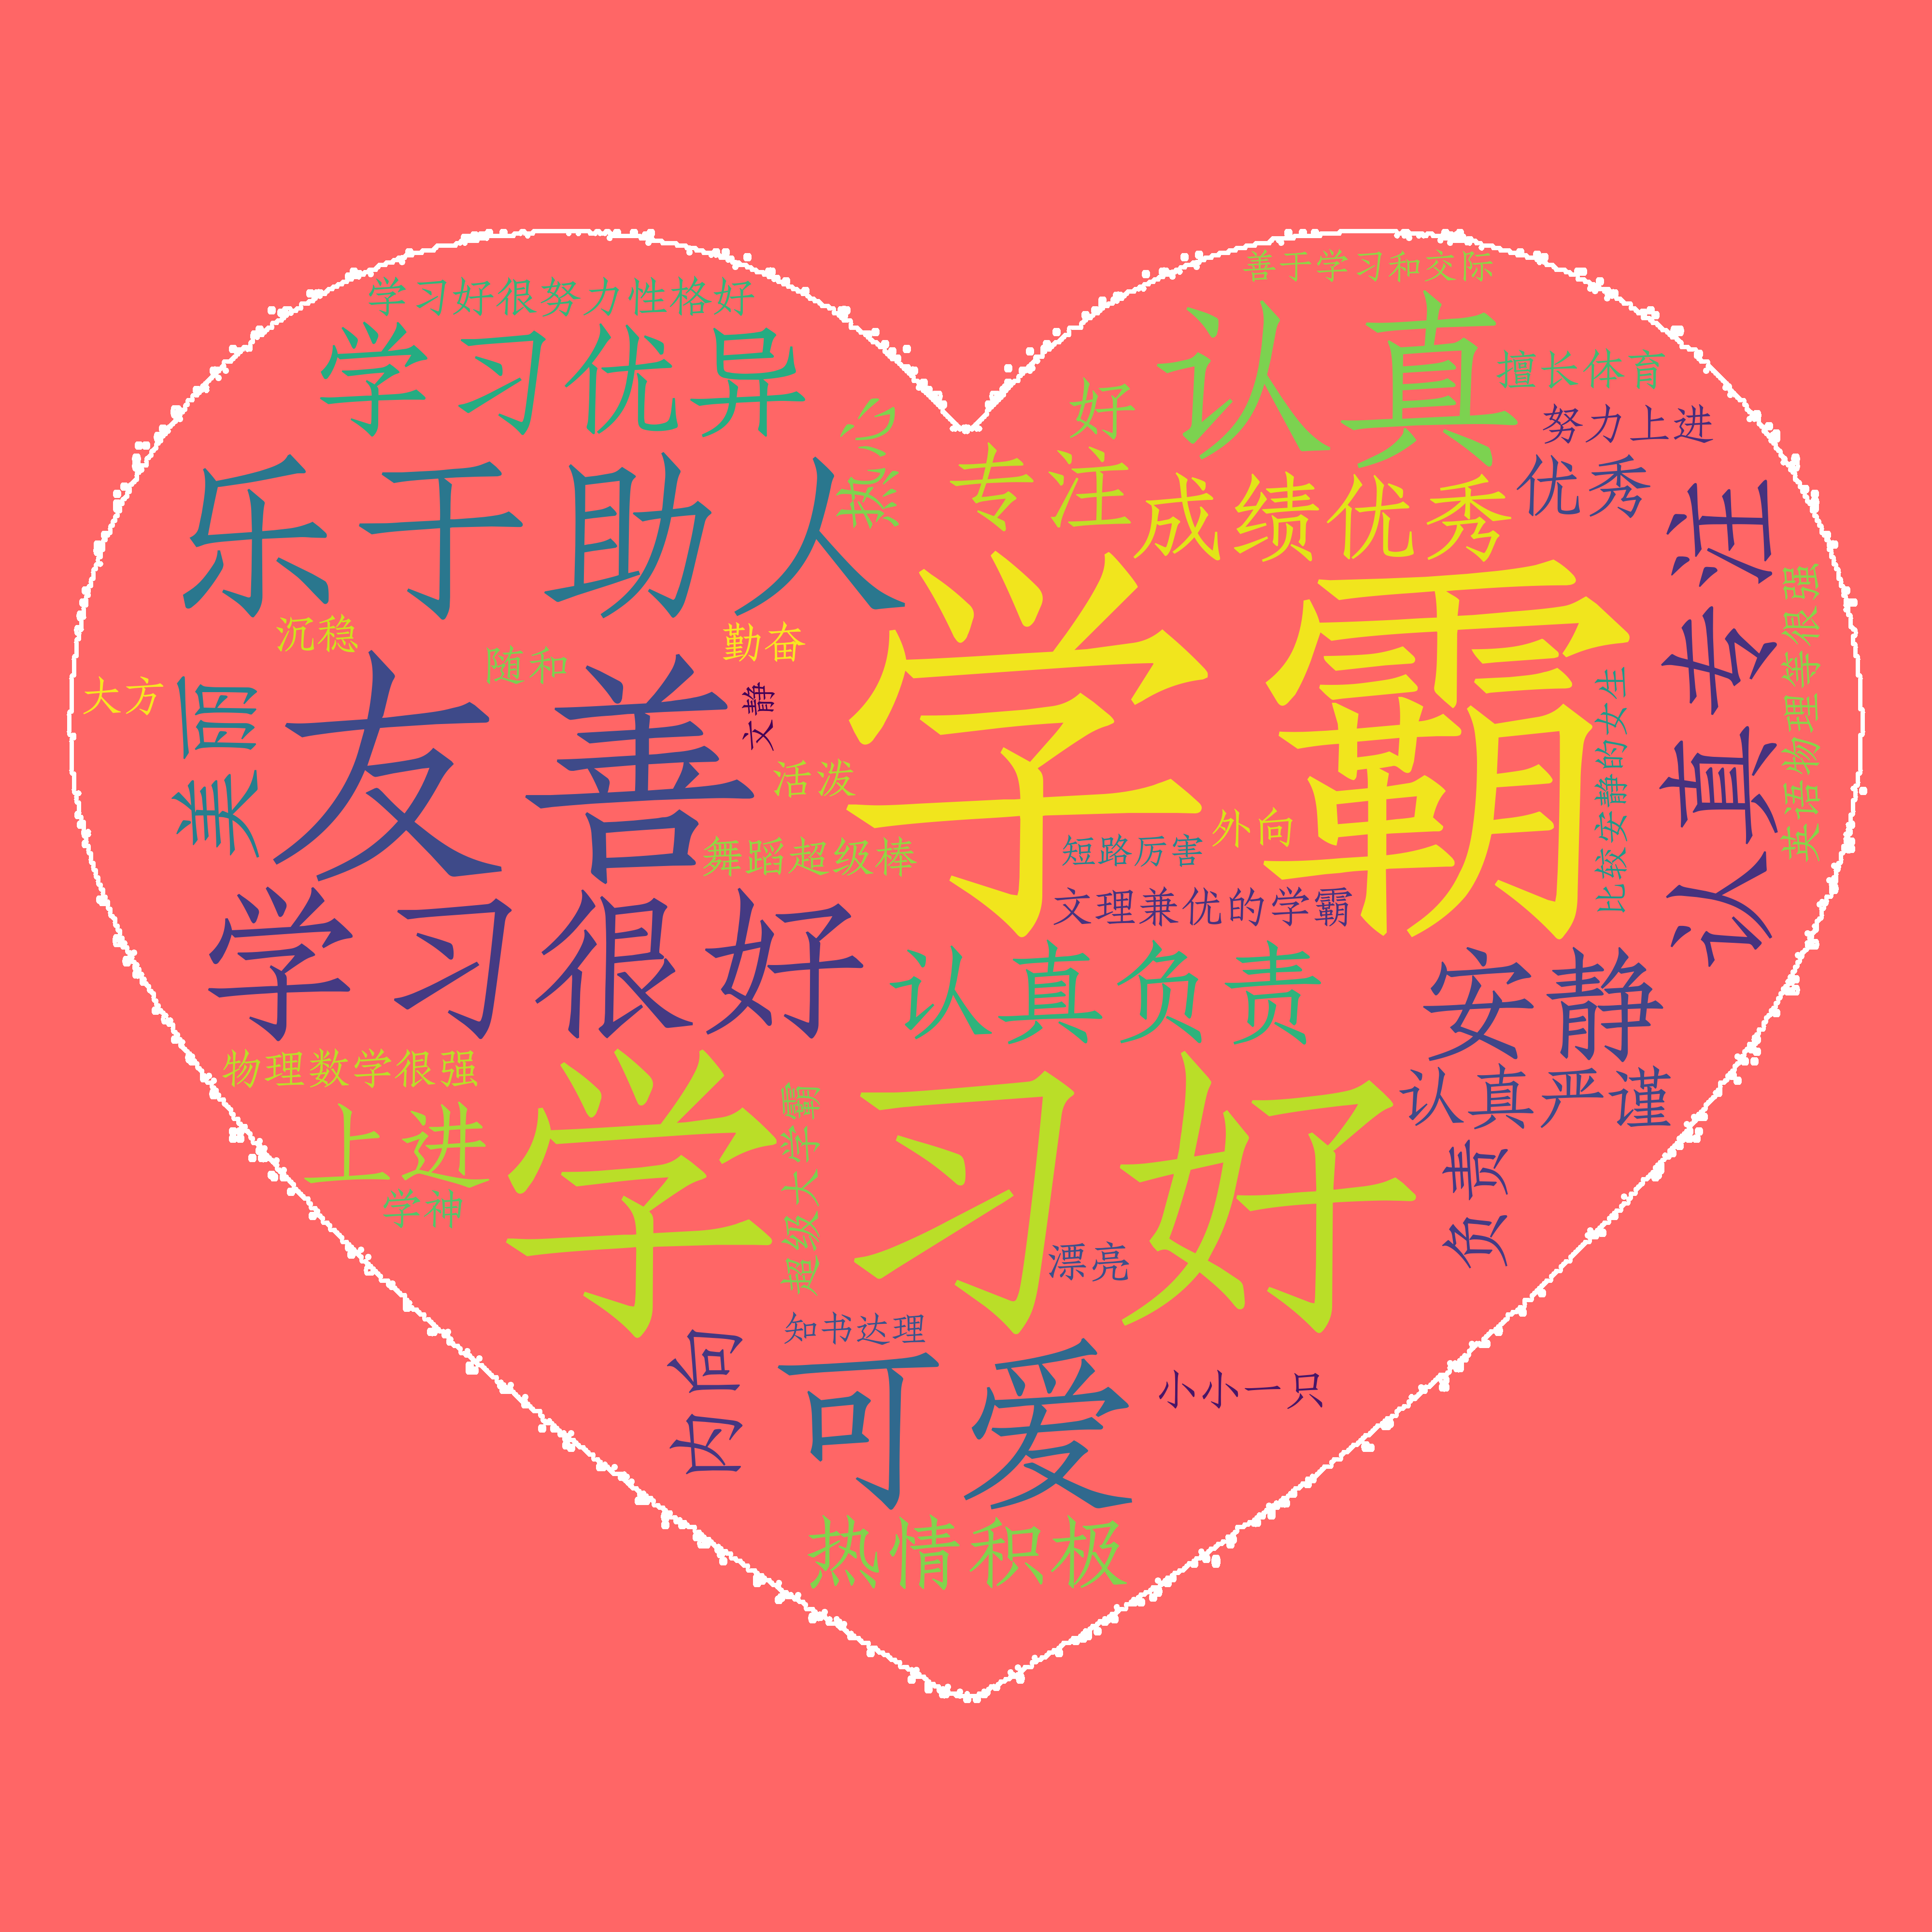 善于学习和交际
学习好很努力性格好
认真
学习优异
擅长体育
好
努力上进
乐于助人
专注
成绩优秀
优秀
认真专注
学霸
英语物理等很强
沉稳
勤奋
随和
大方
文静
友善
活泼
比较安静的女生
舞蹈超级棒
短路厉害
外向
文理兼优的学霸
学习很好
认真负责
安静
物理数学很强
认真严谨
上进
学习好
超级大学霸
负责
学神
漂亮
知书达理
内向
可爱
小小一只
热情积极